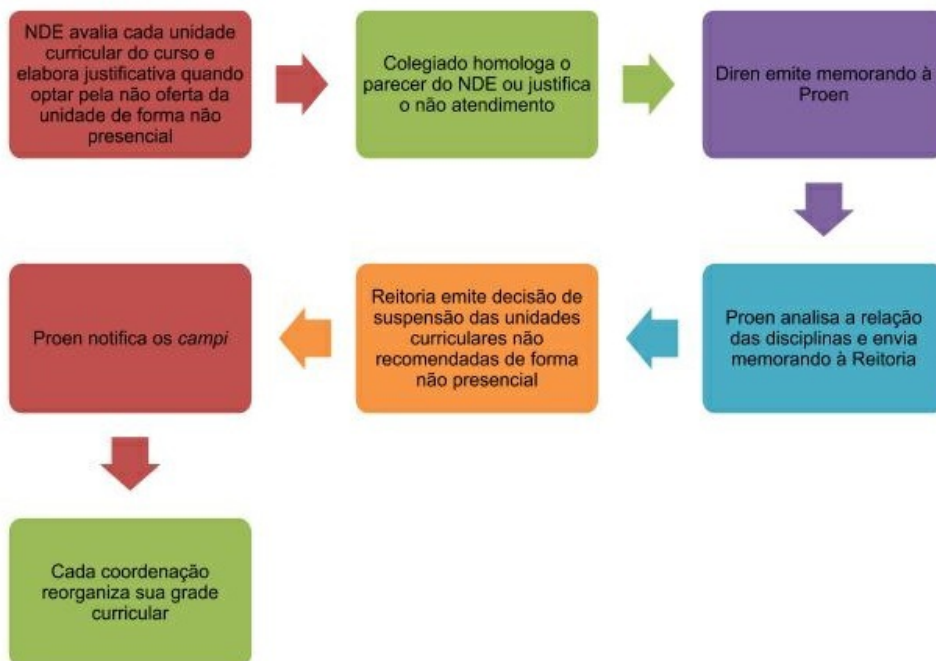 NDE avalia cada unidade
curricular do curso e
elabora justificativa quando
optar pela não oferta da
unidade de forma não
presencial
Colegiado homologa o
parecer do NDE ou justifica
o não atendimento
Diren emite memorando à
Proen
Proen analisa a relação
das disciplinas e envia
memorando à Reitoria
Reitoria emite decisão de
suspensão das unidades
curriculares não
recomendadas de forma
não presencial
Proen notifica os campi
Cada coordenação
reorganiza sua grade
curricular